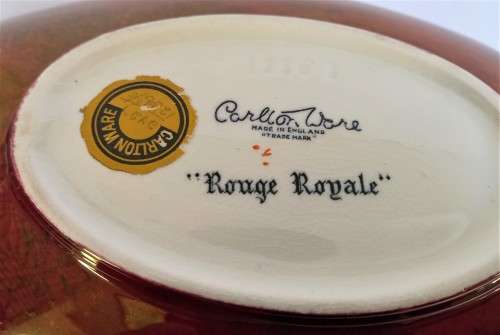 CARLTON WARE
Carlton Ware
MADE IN ENGLAND
"TRADE MARK"
"Rouge Royale"